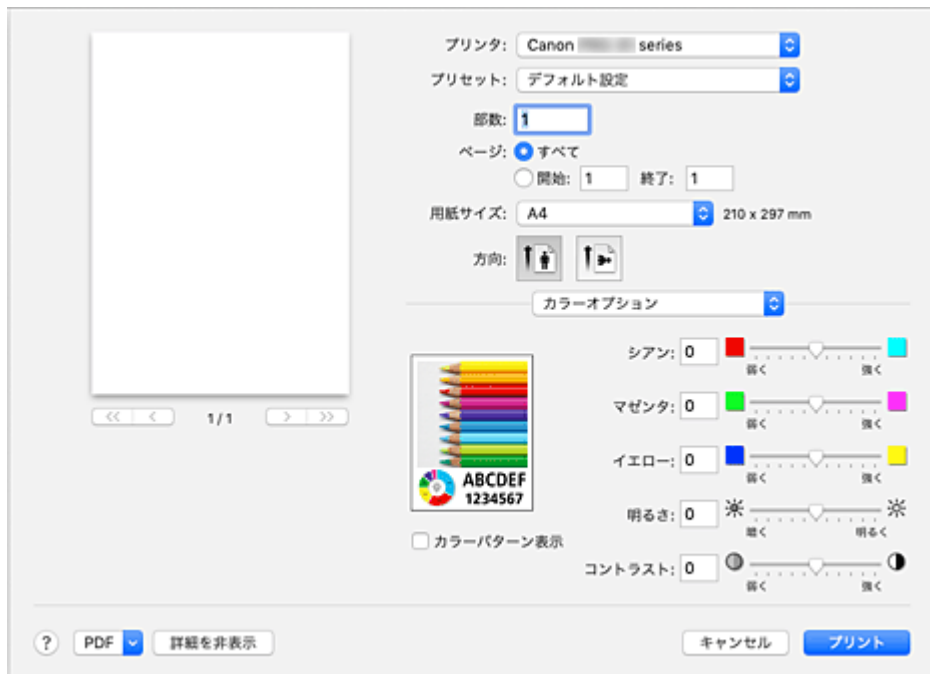 プリンタ: Canon series
プリセット: デフォルト設定
部数: 1
ページ: すべて
開始: 1 終了: 1
用紙サイズ: A4 210 x 297 mm
方向:
カラーオプション
<< < 1/1 > >>
ABCDEF
1234567
カラーパターン表示
シアン: 0
弱く 強く
マゼンタ: 0
弱く 強く
イエロー: 0
弱く 強く
明るさ: 0
暗く 明るく
コントラスト: 0
弱く 強く
? PDF 詳細を非表示 キャンセル プリント